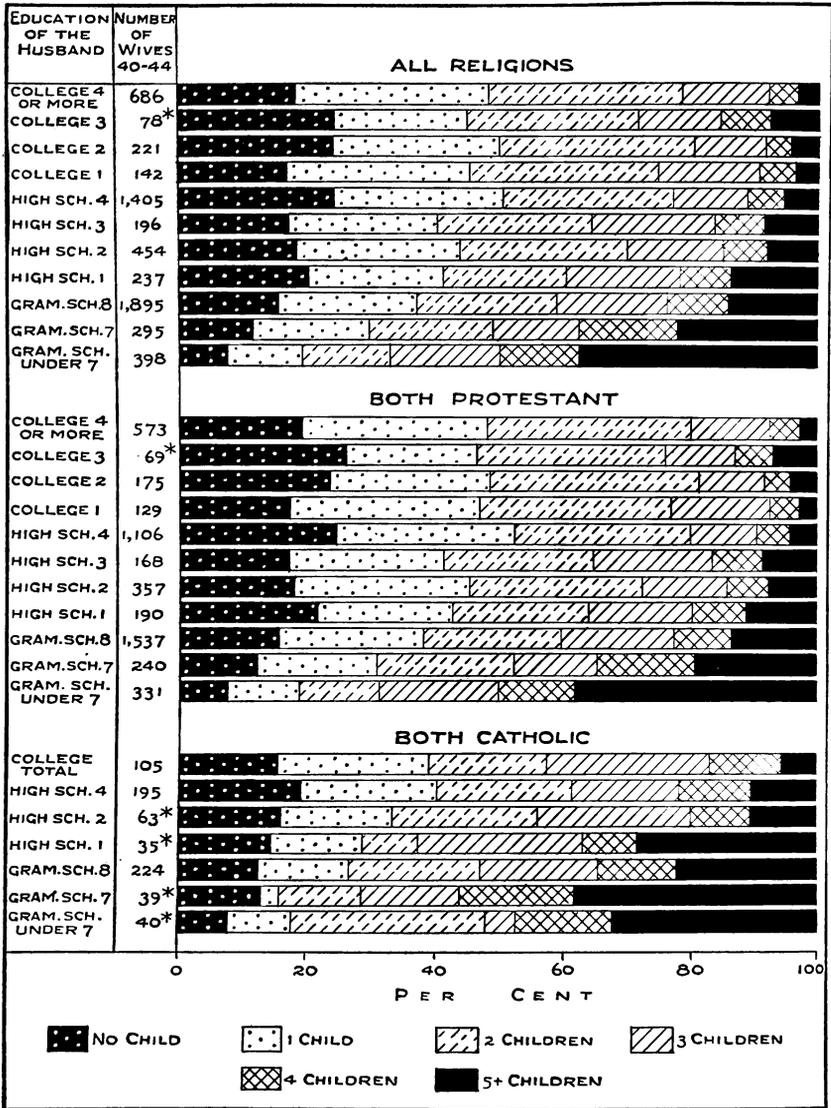 EDUCATION OF THE HUSBAND
NUMBER OF WIVES 40-44
ALL RELIGIONS
COLLEGE 4 OR MORE 686
COLLEGE 3 78*
COLLEGE 2 221
COLLEGE 1 142
HIGH SCH. 4 1,405
HIGH SCH. 3 196
HIGH SCH. 2 454
HIGH SCH. 1 237
GRAM.SCH.8 1,895
GRAM.SCH.7 295
GRAM. SCH. UNDER 7 398
BOTH PROTESTANT
COLLEGE 4 OR MORE 573
COLLEGE 3 69*
COLLEGE 2 175
COLLEGE 1 129
HIGH SCH. 4 1,106
HIGH SCH. 3 168
HIGH SCH. 2 357
HIGH SCH. 1 190
GRAM.SCH.8 1,537
GRAM.SCH.7 240
GRAM. SCH. UNDER 7 331
BOTH CATHOLIC
COLLEGE TOTAL 105
HIGH SCH. 4 195
HIGH SCH. 2 63*
HIGH SCH. 1 35*
GRAM.SCH.8 224
GRAM.SCH.7 39*
GRAM. SCH. UNDER 7 40*
0 20 40 60 80 100
PER CENT
NO CHILD 1 CHILD 2 CHILDREN 3 CHILDREN
4 CHILDREN 5+ CHILDREN